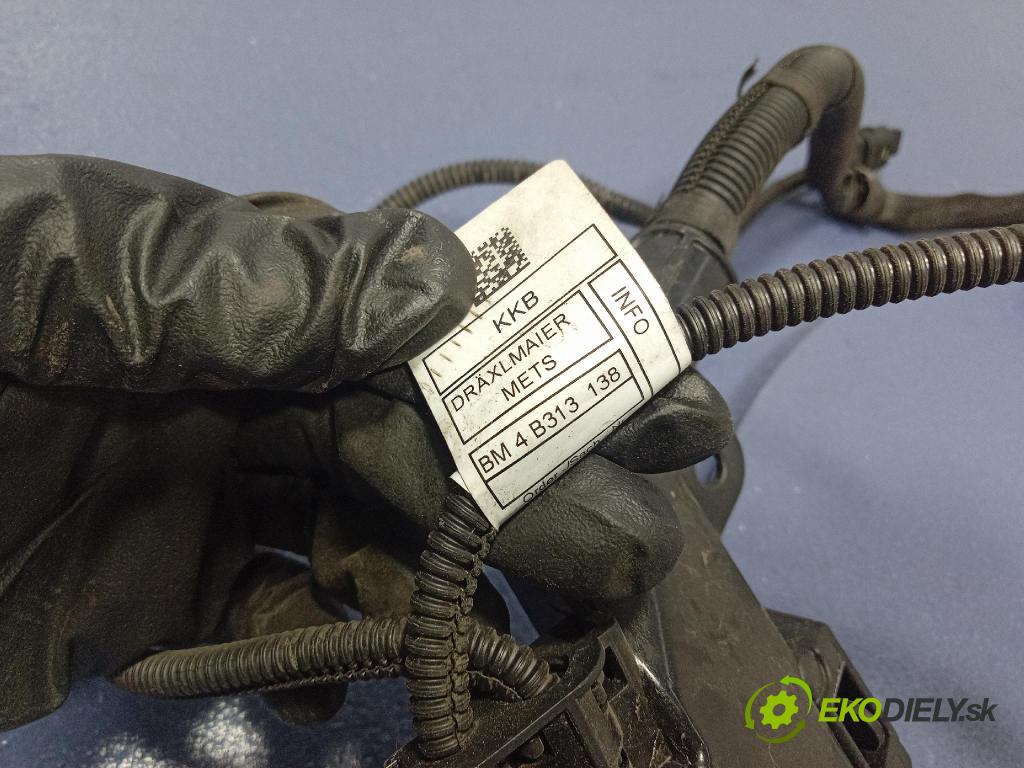 KKB
DRÄXLMAIER
METS
INFO
BM 4 B313 138
EKODIELY.sk